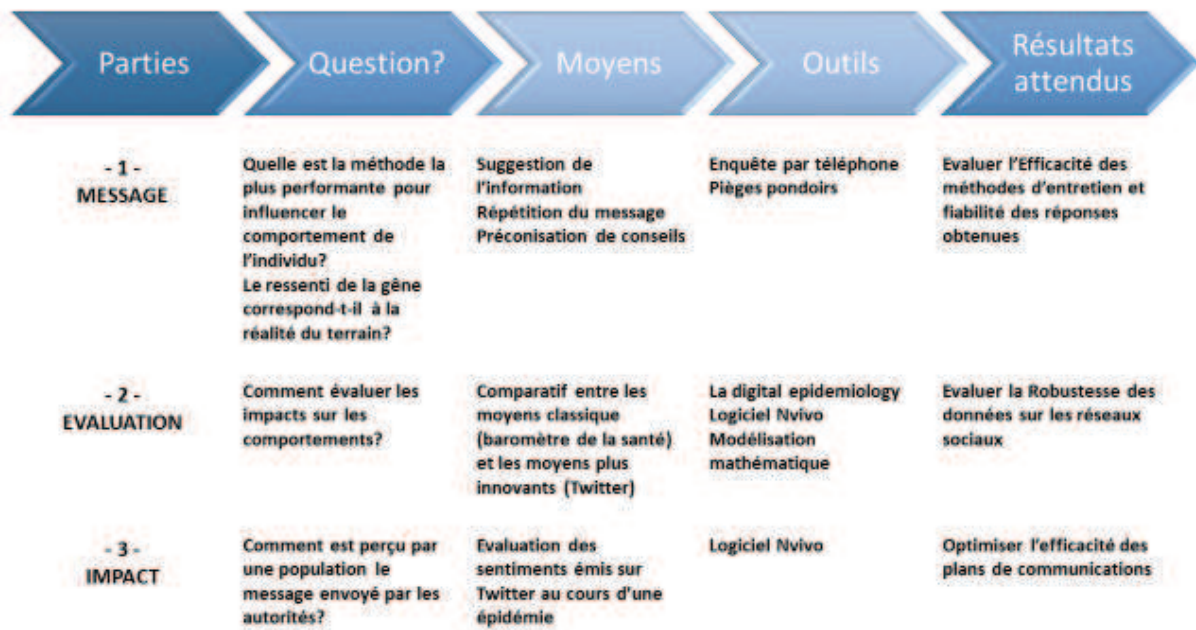 Parties
Question?
Moyens
Outils
Résultats
attendus
- 1 -
MESSAGE
Quelle est la méthode la
plus performante pour
influencer le
comportement de
l'individu?
Le ressenti de la gêne
correspond-t-il à la
réalité du terrain?
Suggestion de
l'information
Répétition du message
Préconisation de conseils
Enquête par téléphone
Pièges pondoirs
Evaluer l'Efficacité des
méthodes d'entretien et
fiabilité des réponses
obtenues
- 2 -
EVALUATION
Comment évaluer les
impacts sur les
comportements?
Comparatif entre les
moyens classique
(baromètre de la santé)
et les moyens plus
innovants (Twitter)
La digital epidemiology
Logiciel Nvivo
Modélisation
mathématique
Evaluer la Robustesse des
données sur les réseaux
sociaux
- 3 -
IMPACT
Comment est perçu par
une population le
message envoyé par les
autorités?
Evaluation des
sentiments émis sur
Twitter au cours d'une
épidémie
Logiciel Nvivo
Optimiser l'efficacité des
plans de communications